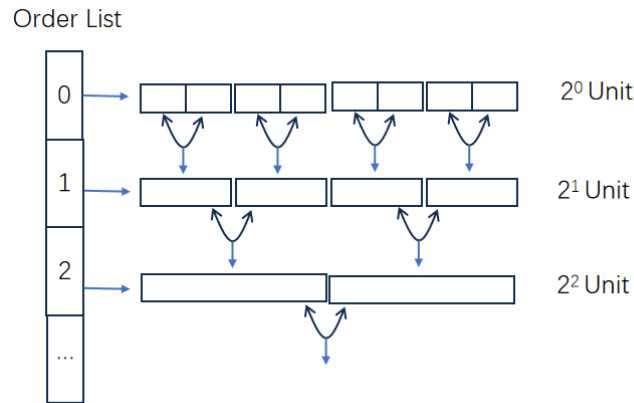 Order List
0
2⁰ Unit
1
2¹ Unit
2
2² Unit
...